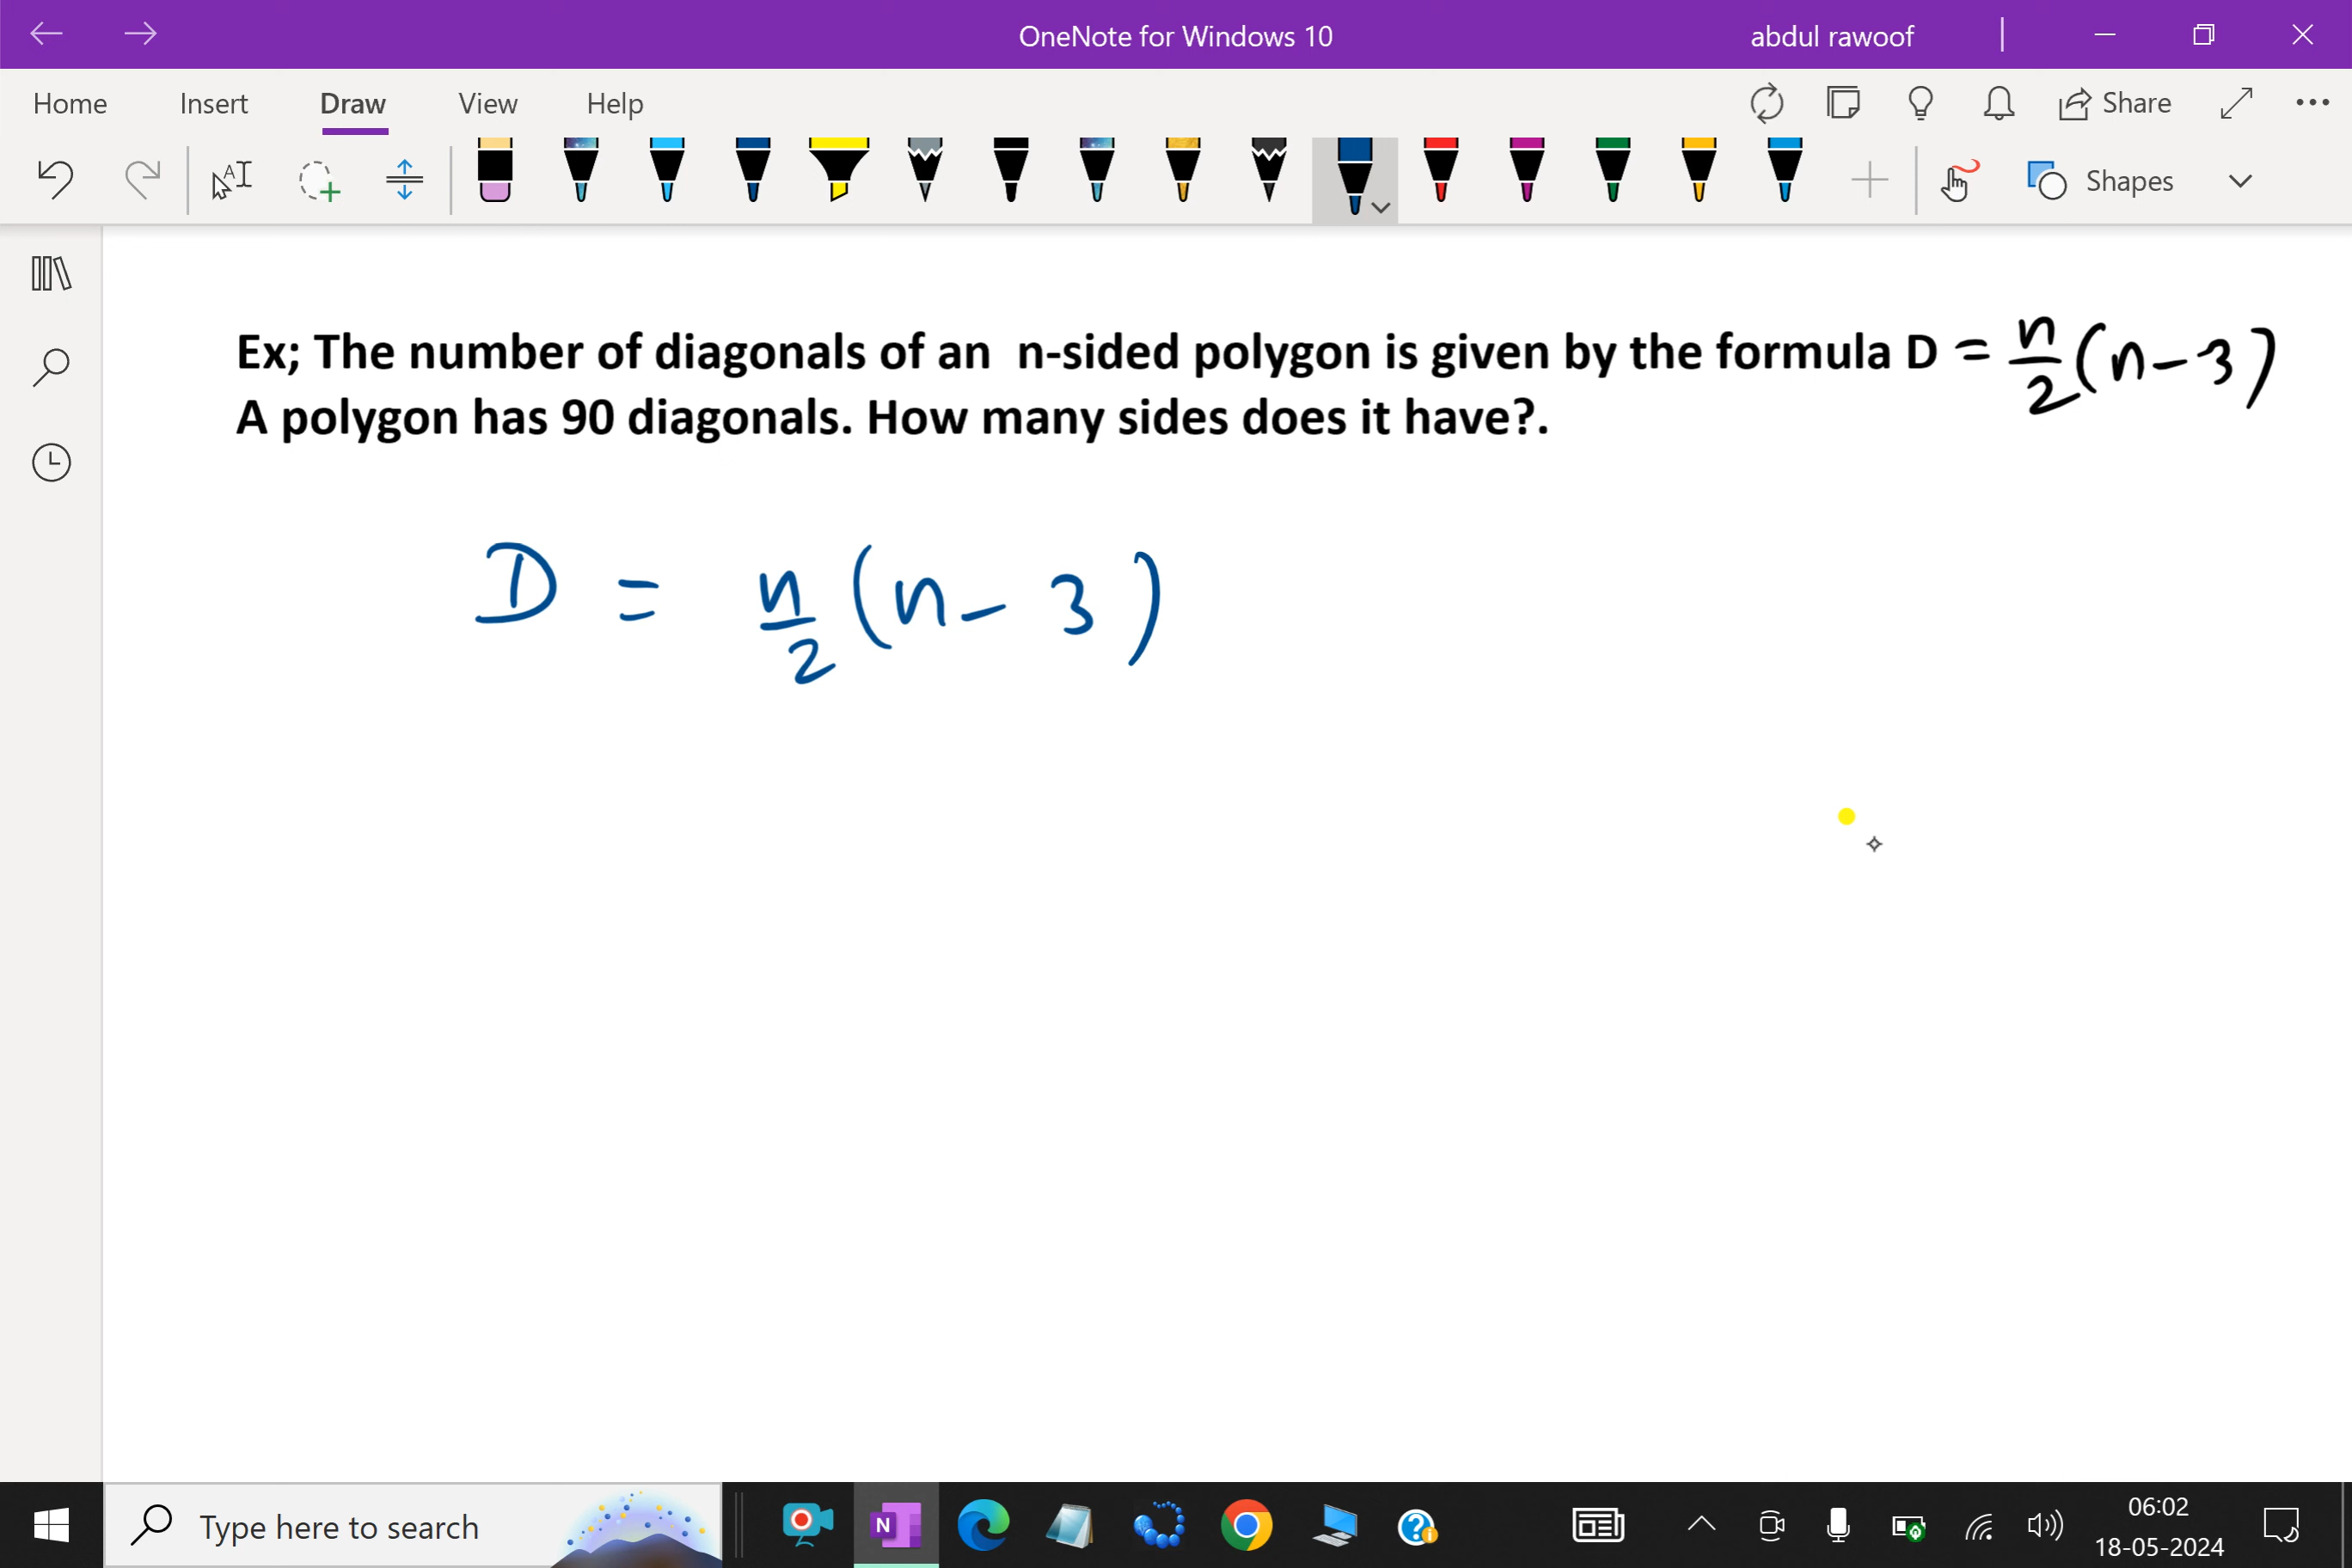 OneNote for Windows 10
abdul rawoof
Home Insert Draw View Help
Share
Shapes
Ex; The number of diagonals of an n-sided polygon is given by the formula D = n/2 (n-3)
A polygon has 90 diagonals. How many sides does it have?.
D = n/2 (n - 3)
Type here to search
06:02
18-05-2024